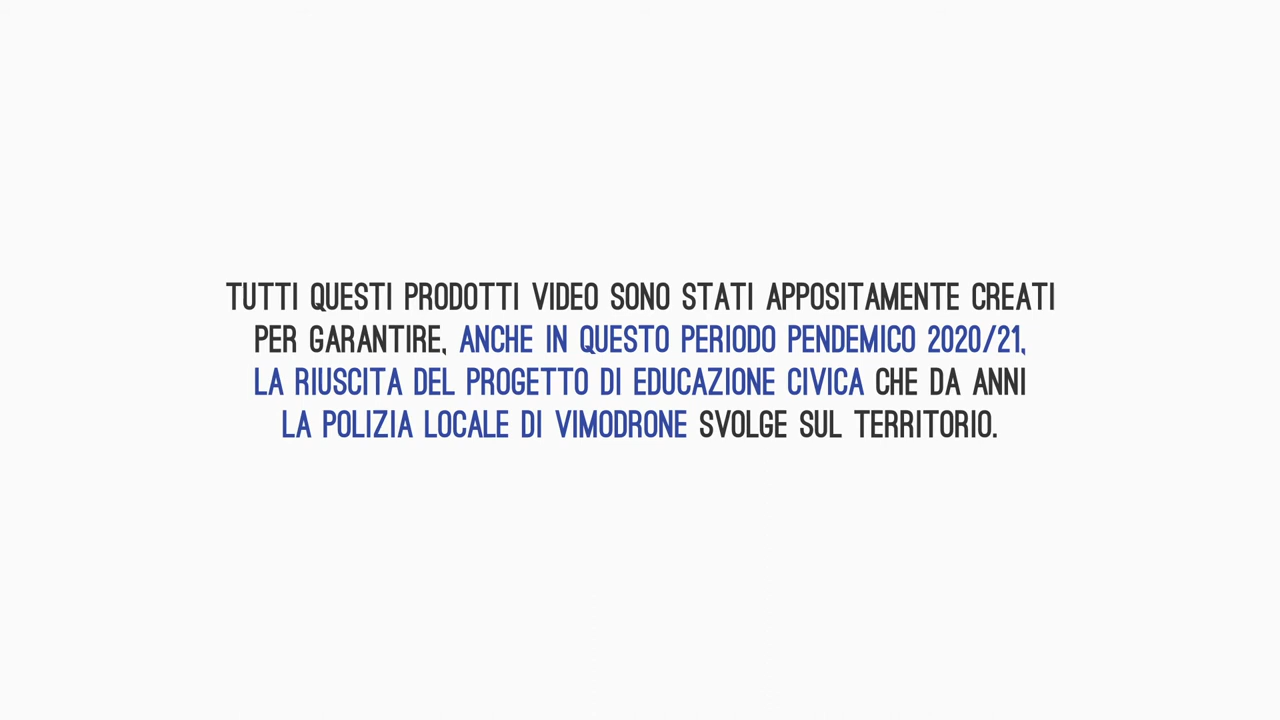 TUTTI QUESTI PRODOTTI VIDEO SONO STATI APPOSITAMENTE CREATI
PER GARANTIRE, ANCHE IN QUESTO PERIODO PENDEMICO 2020/21,
LA RIUSCITA DEL PROGETTO DI EDUCAZIONE CIVICA CHE DA ANNI
LA POLIZIA LOCALE DI VIMODRONE SVOLGE SUL TERRITORIO.